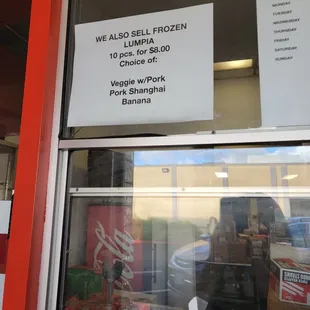 WE ALSO SELL FROZEN
LUMPIA
10 pcs. for $8.00
Choice of:
Veggie w/Pork
Pork Shanghai
Banana
MONDAY
TUESDAY
WEDNESDAY
THURSDAY
FRIDAY
SATURDAY
SUNDAY